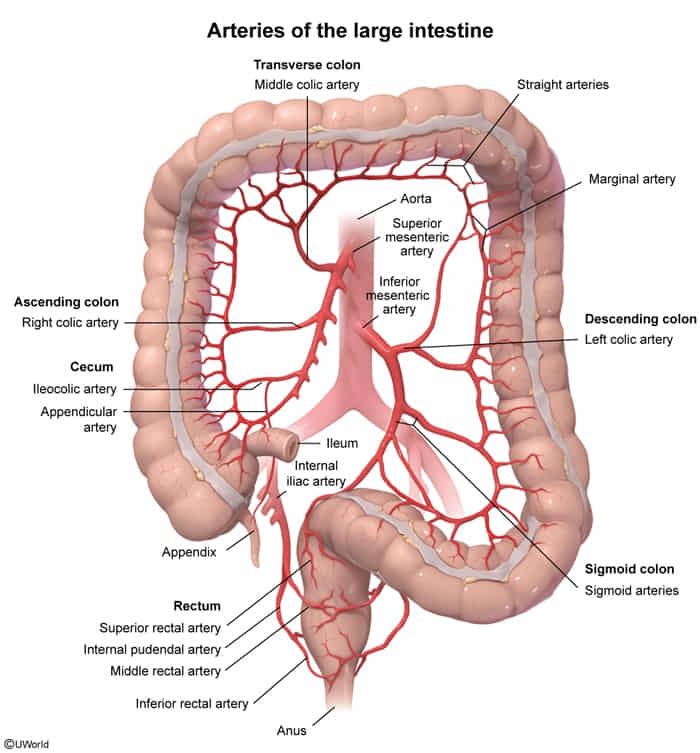 Arteries of the large intestine
Transverse colon
Middle colic artery
Straight arteries
Marginal artery
Aorta
Superior
mesenteric
artery
Inferior
mesenteric
artery
Ascending colon
Right colic artery
Descending colon
Left colic artery
Cecum
Ileocolic artery
Appendicular
artery
Ileum
Internal
iliac artery
Appendix
Sigmoid colon
Sigmoid arteries
Rectum
Superior rectal artery
Internal pudendal artery
Middle rectal artery
Inferior rectal artery
Anus
©UWorld